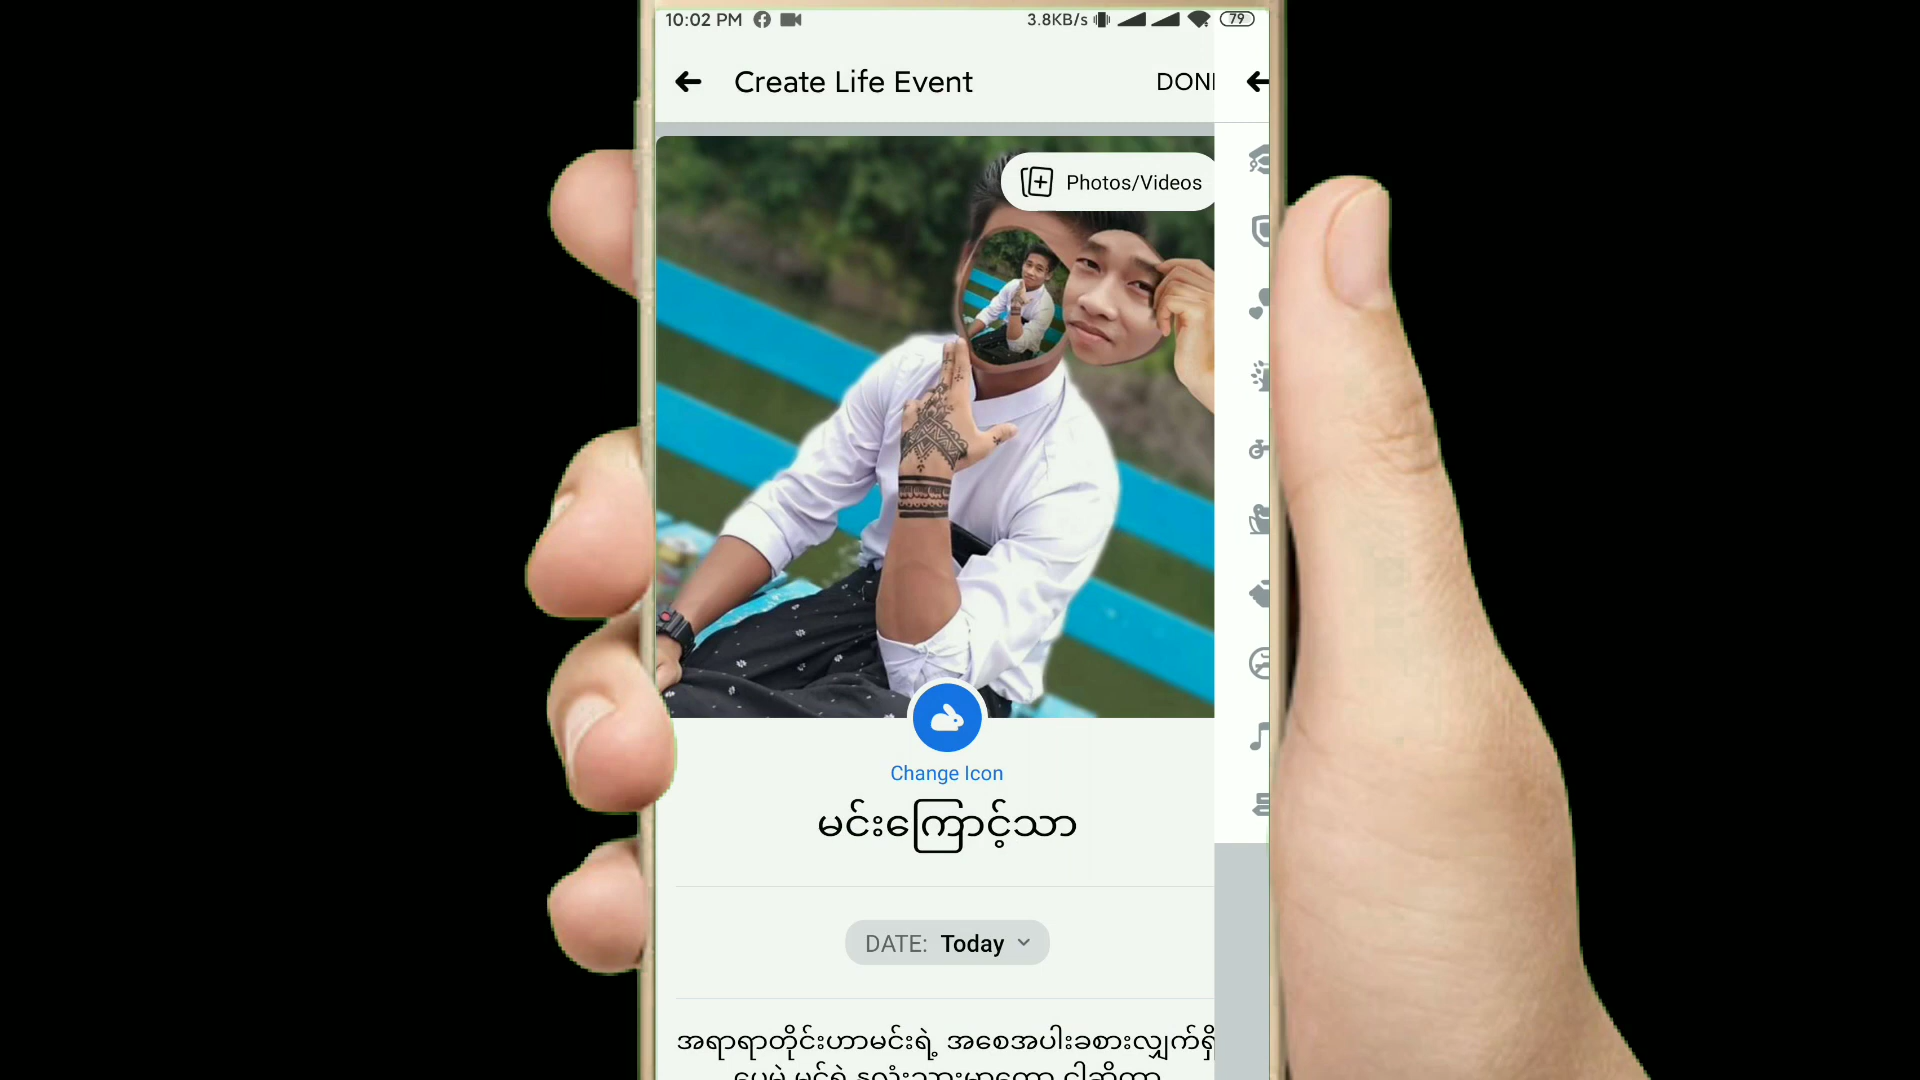 10:02 PM
3.8KB/s
79
Create Life Event
DON
Photos/Videos
Change Icon
မင်းကြောင့်သာ
DATE: Today
အရာရာတိုင်းဟာမင်းရဲ့ အစေအပါးခစားလျှက်ရှိ